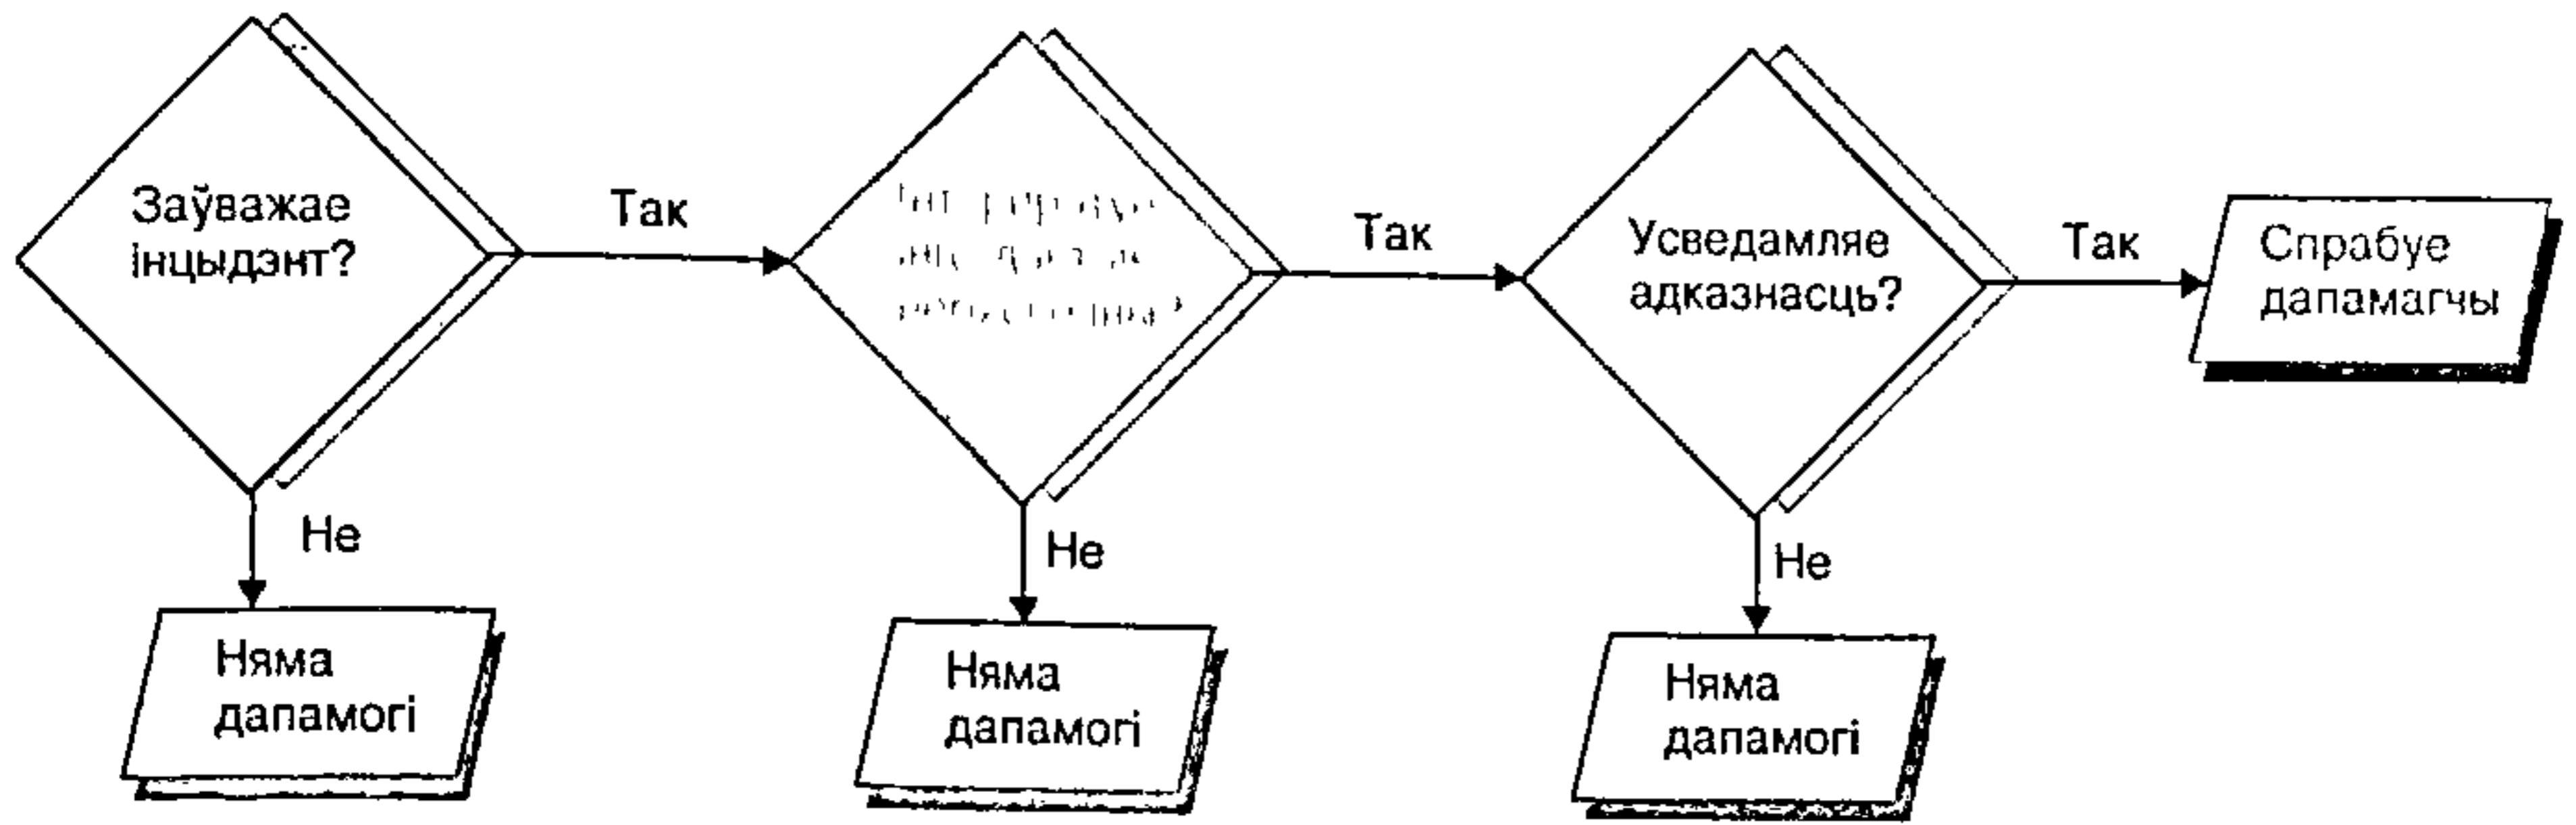 Заўважае
інцыдэнт?
Так
Так
Усведамляе
адказнасць?
Так
Спрабуе
дапамагчы
Не
Не
Не
Няма
дапамогі
Няма
дапамогі
Няма
дапамогі